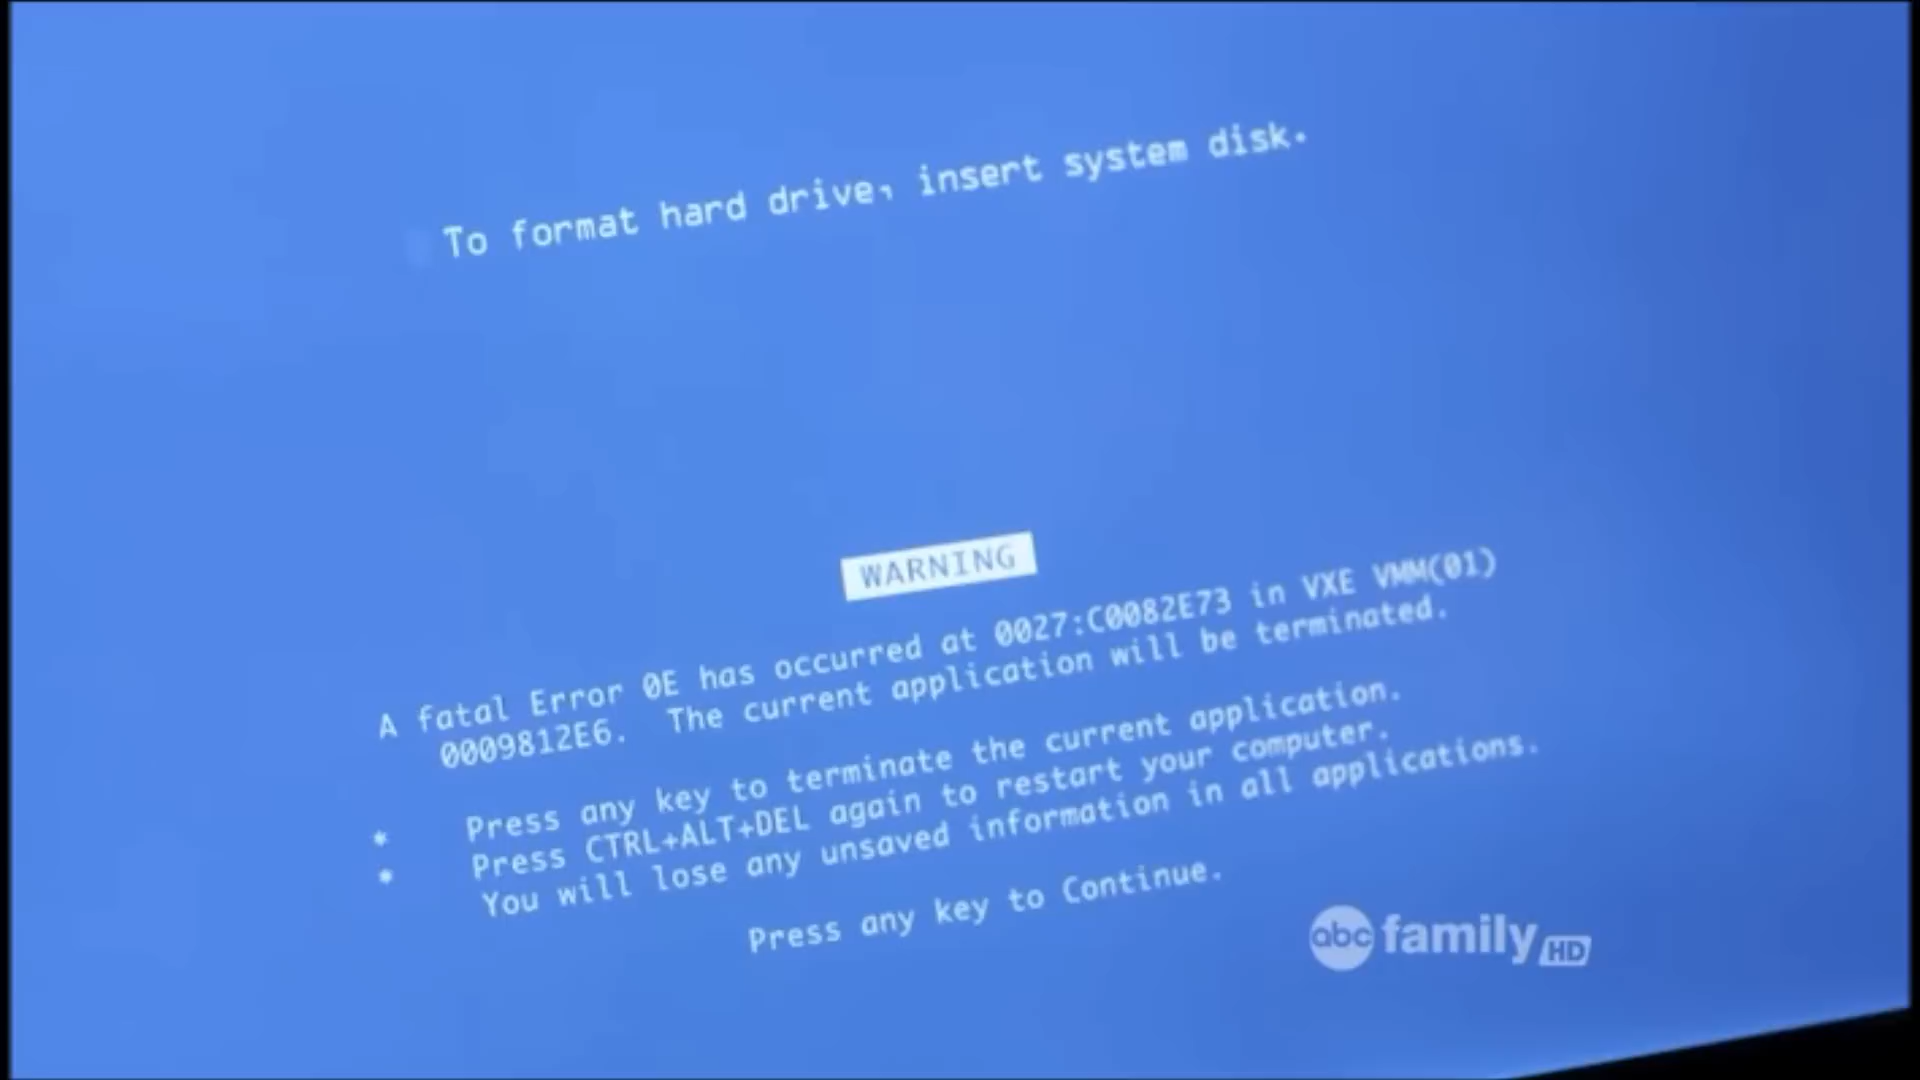 To format hard drive, insert system disk.
WARNING
A fatal Error 0E has occurred at 0027:C0082E73 in VXE VMM(01)
0009812E6. The current application will be terminated.
* Press any key to terminate the current application.
* Press CTRL+ALT+DEL again to restart your computer.
You will lose any unsaved information in all applications.
Press any key to Continue.
abc family HD